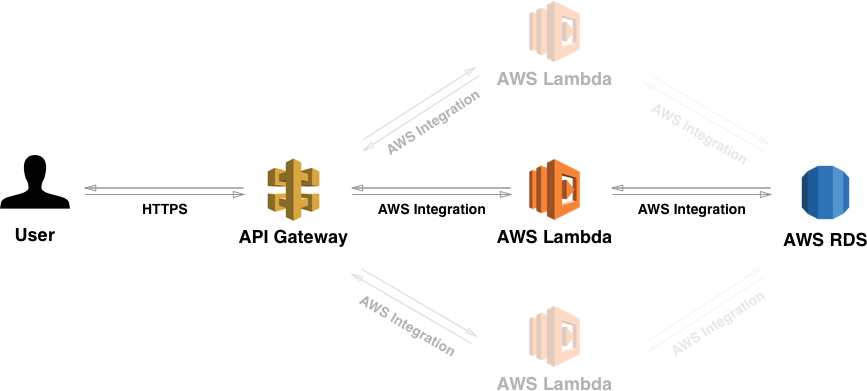 AWS Lambda
AWS Integration
AWS Integration
User
HTTPS
API Gateway
AWS Integration
AWS Lambda
AWS Integration
AWS RDS
AWS Integration
AWS Integration
AWS Lambda